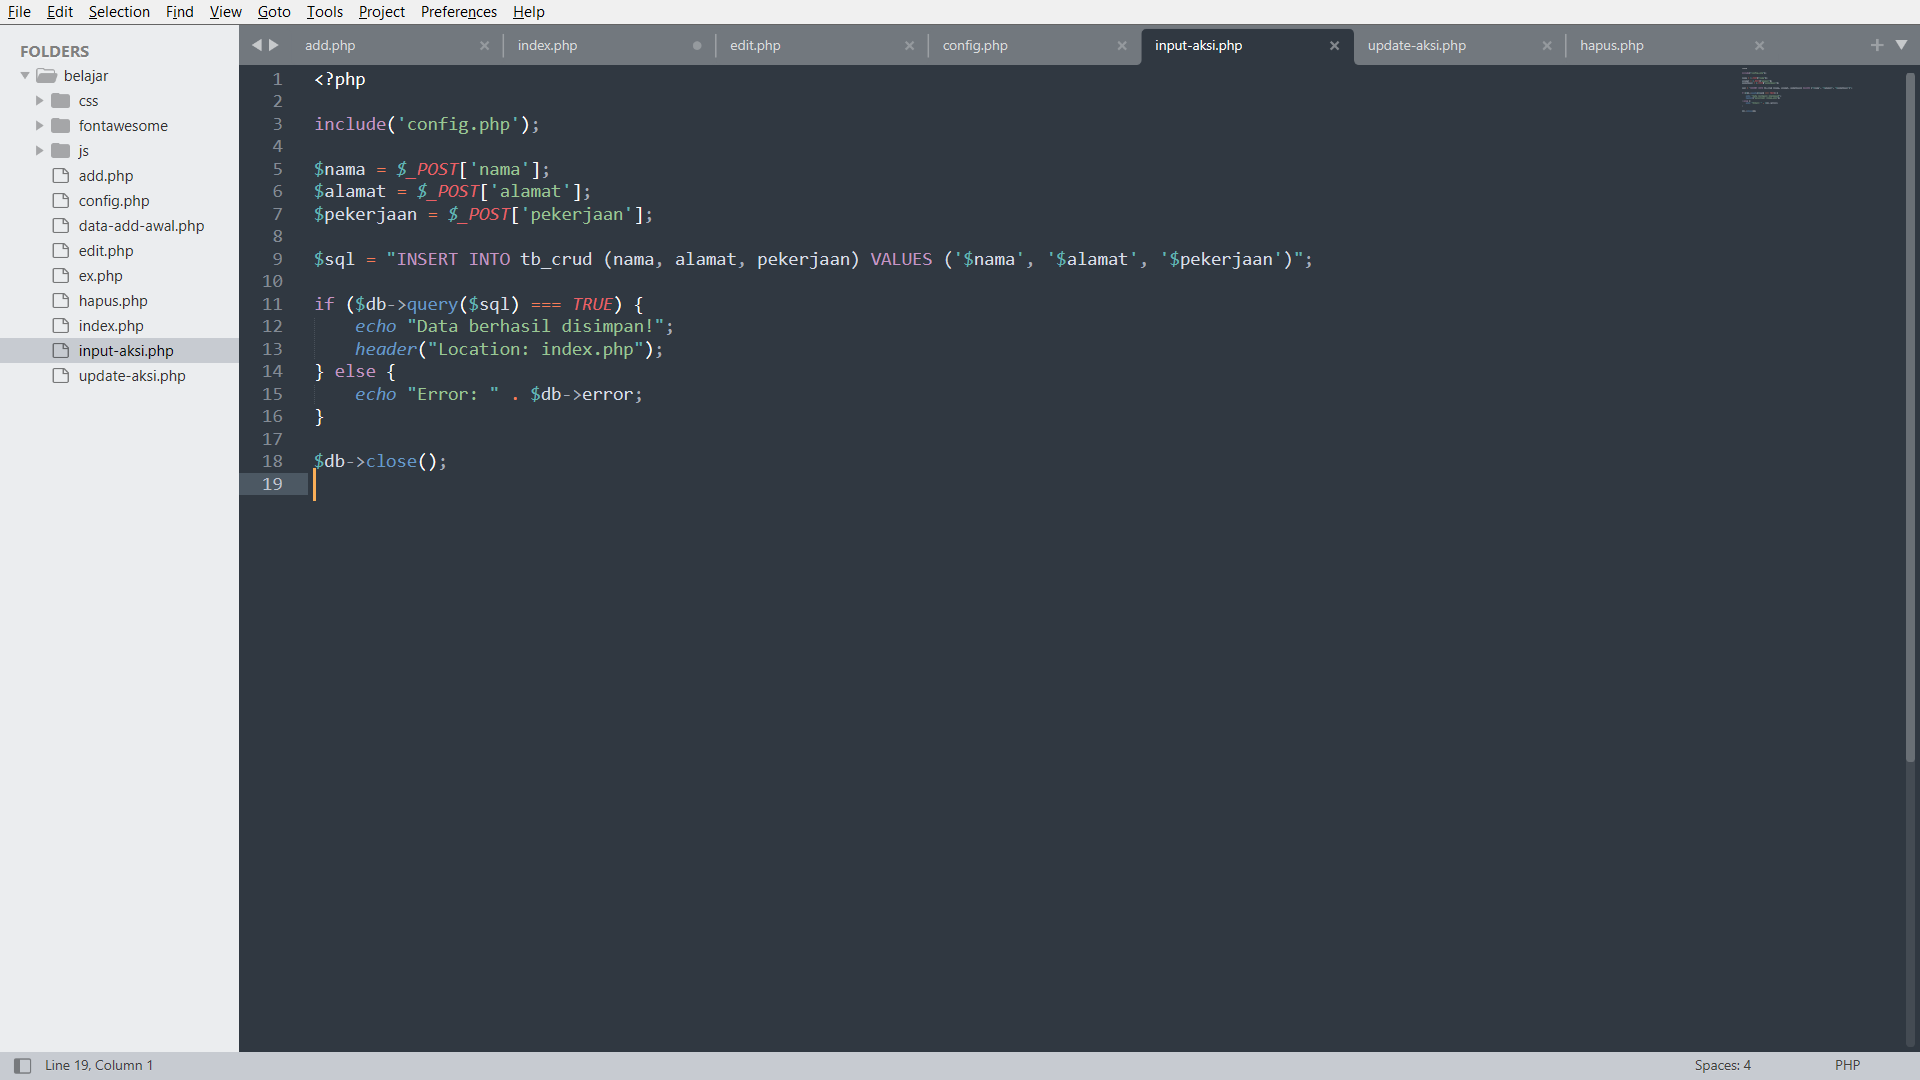 File Edit Selection Find View Goto Tools Project Preferences Help
FOLDERS
belajar
css
fontawesome
js
add.php
config.php
data-add-awal.php
edit.php
ex.php
hapus.php
index.php
input-aksi.php
update-aksi.php
add.php index.php edit.php config.php input-aksi.php update-aksi.php hapus.php
1 <?php
2
3 include('config.php');
4
5 $nama = $_POST['nama'];
6 $alamat = $_POST['alamat'];
7 $pekerjaan = $_POST['pekerjaan'];
8
9 $sql = "INSERT INTO tb_crud (nama, alamat, pekerjaan) VALUES ('$nama', '$alamat', '$pekerjaan')";
10
11 if ($db->query($sql) === TRUE) {
12     echo "Data berhasil disimpan!";
13     header("Location: index.php");
14 } else {
15     echo "Error: " . $db->error;
16 }
17
18 $db->close();
19
Line 19, Column 1 Spaces: 4 PHP